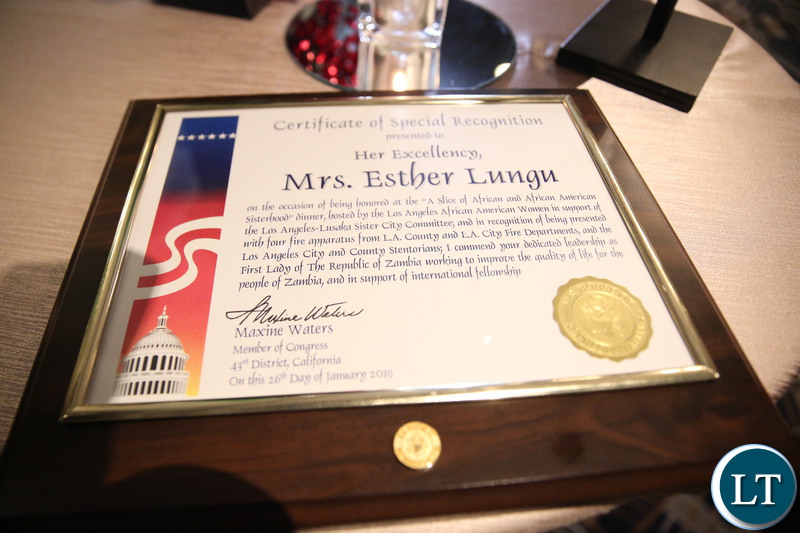 Certificate of Special Recognition
presented to
Her Excellency,
Mrs. Esther Lungu
on the occasion of being honored at the "A Slice of African and African American
Sisterhood" dinner, hosted by the Los Angeles African American Women in support of
the Los Angeles-Lusaka Sister City Committee; and in recognition of being presented
with four fire apparatus from L.A. County and L.A. City Fire Departments, and the
Los Angeles City and County Stentorians; I commend your dedicated leadership as
First Lady of The Republic of Zambia working to improve the quality of life for the
people of Zambia, and in support of international fellowship
Maxine Waters
Maxine Waters
Member of Congress
43rd District, California
On this 26th Day of January 2019
LT